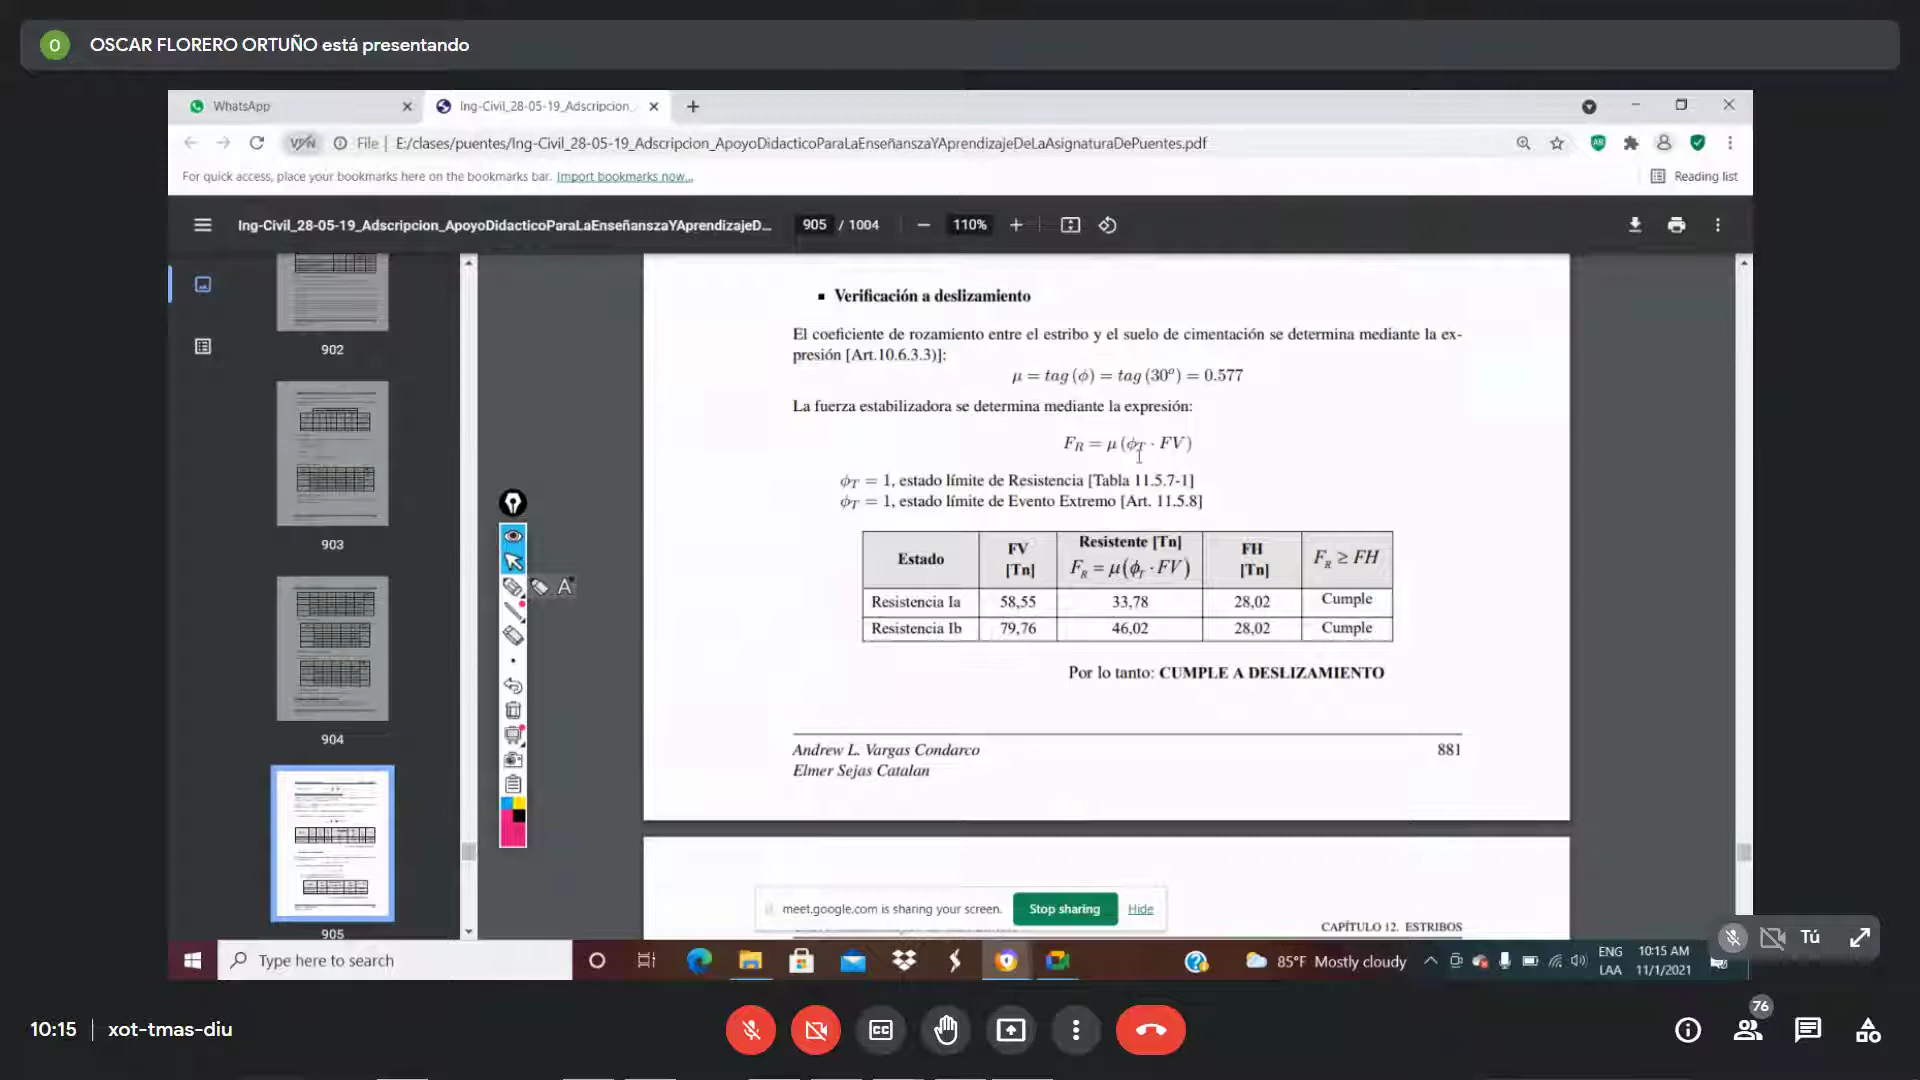 O OSCAR FLORERO ORTUÑO está presentando
WhatsApp
Ing-Civil_28-05-19_Adscripcion_
VPN File E:/clases/puentes/Ing-Civil_28-05-19_Adscripcion_ApoyoDidacticoParaLaEnseñanszaYAprendizajeDeLaAsignaturaDePuentes.pdf
For quick access, place your bookmarks here on the bookmarks bar. Import bookmarks now...
Reading list
Ing-Civil_28-05-19_Adscripcion_ApoyoDidacticoParaLaEnseñanszaYAprendizajeD... 905 / 1004 110%
902
903
904
905
▪ Verificación a deslizamiento
El coeficiente de rozamiento entre el estribo y el suelo de cimentación se determina mediante la ex-
presión [Art.10.6.3.3)]:
μ = tag (ϕ) = tag (30°) = 0.577
La fuerza estabilizadora se determina mediante la expresión:
F_R = μ (ϕ_T · FV)
ϕ_T = 1, estado límite de Resistencia [Tabla 11.5.7-1]
ϕ_T = 1, estado límite de Evento Extremo [Art. 11.5.8]
Estado FV [Tn] Resistente [Tn] F_R = μ(ϕ_T · FV) FH [Tn] F_R ≥ FH
Resistencia Ia 58,55 33,78 28,02 Cumple
Resistencia Ib 79,76 46,02 28,02 Cumple
Por lo tanto: CUMPLE A DESLIZAMIENTO
Andrew L. Vargas Condarco 881
Elmer Sejas Catalan
A
meet.google.com is sharing your screen. Stop sharing Hide
CAPÍTULO 12. ESTRIBOS
Tú
Type here to search
85°F Mostly cloudy
ENG 10:15 AM
LAA 11/1/2021
10:15 xot-tmas-diu
CC
76